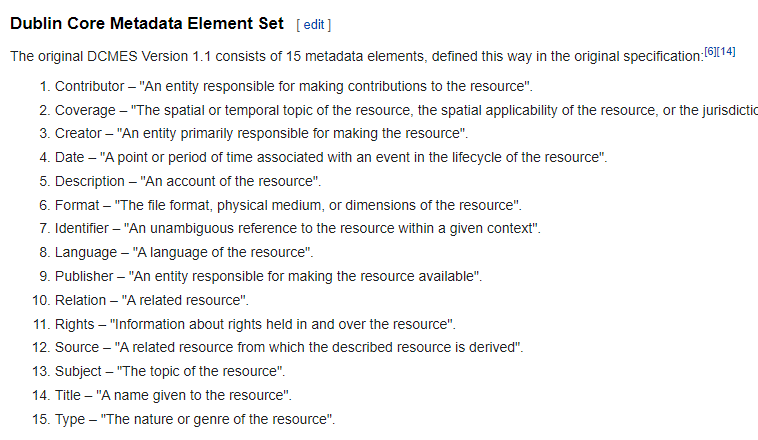 Dublin Core Metadata Element Set [ edit ]
The original DCMES Version 1.1 consists of 15 metadata elements, defined this way in the original specification:[6][14]
1. Contributor – "An entity responsible for making contributions to the resource".
2. Coverage – "The spatial or temporal topic of the resource, the spatial applicability of the resource, or the jurisdictic
3. Creator – "An entity primarily responsible for making the resource".
4. Date – "A point or period of time associated with an event in the lifecycle of the resource".
5. Description – "An account of the resource".
6. Format – "The file format, physical medium, or dimensions of the resource".
7. Identifier – "An unambiguous reference to the resource within a given context".
8. Language – "A language of the resource".
9. Publisher – "An entity responsible for making the resource available".
10. Relation – "A related resource".
11. Rights – "Information about rights held in and over the resource".
12. Source – "A related resource from which the described resource is derived".
13. Subject – "The topic of the resource".
14. Title – "A name given to the resource".
15. Type – "The nature or genre of the resource".